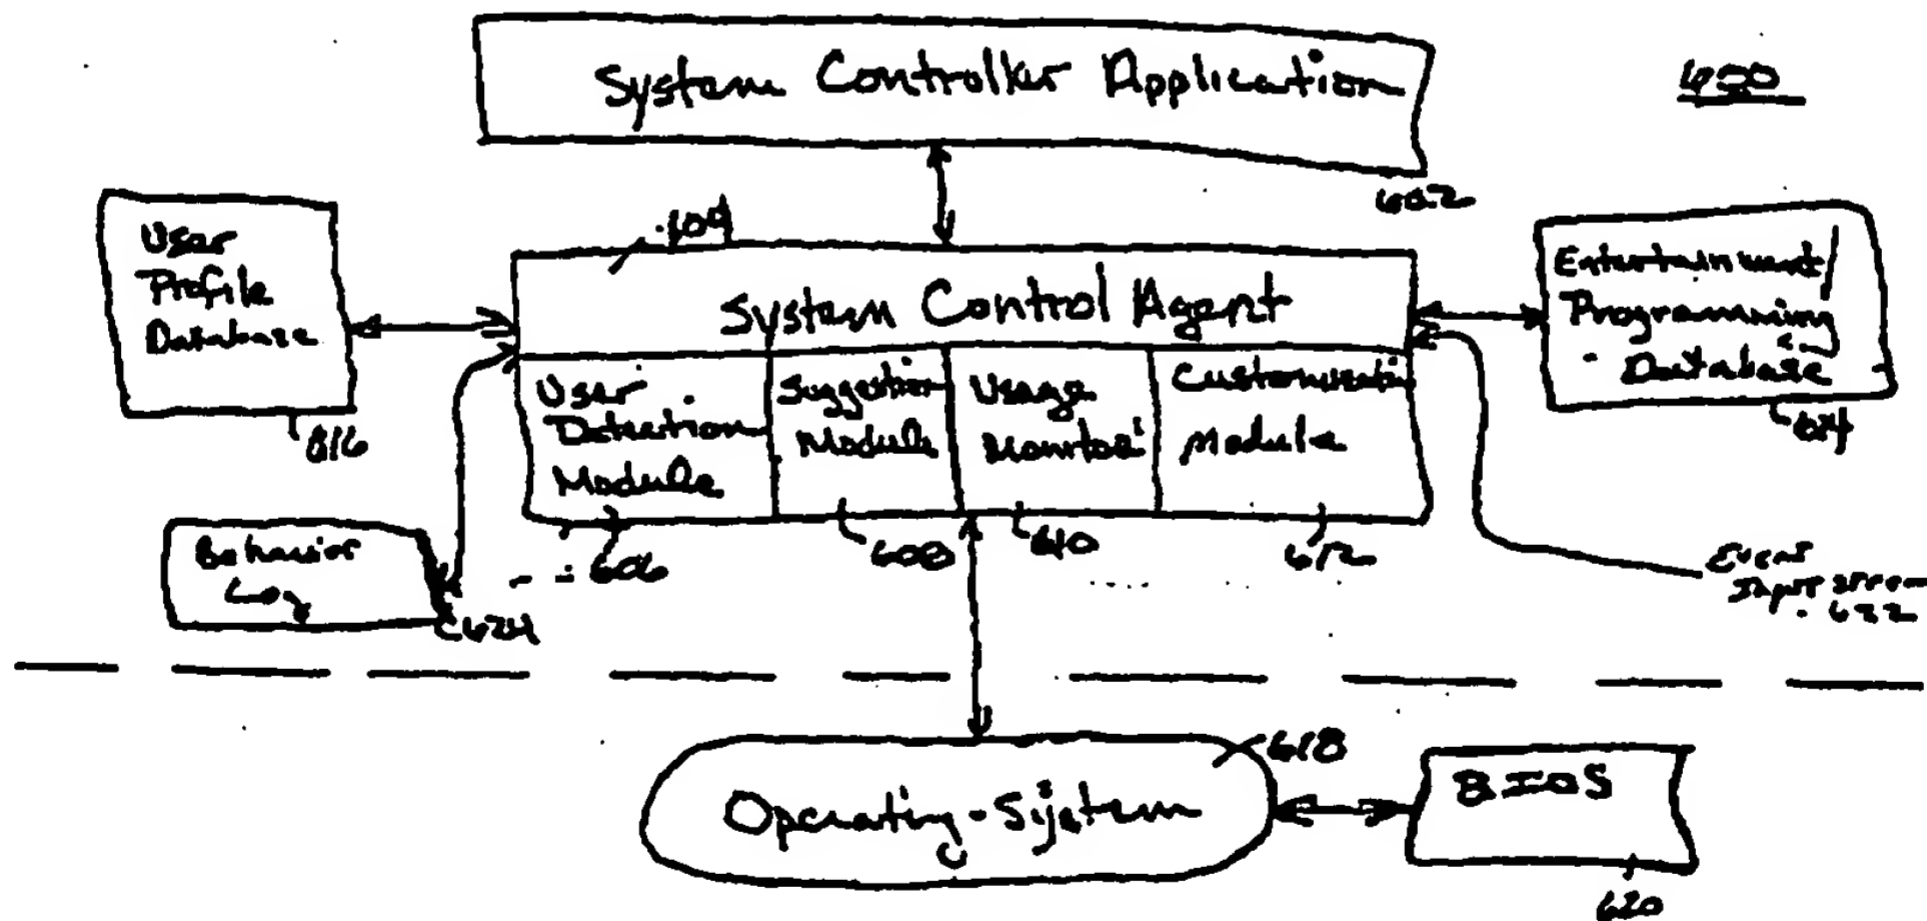 System Controller Application
600
602
604
User
Profile
Database
616
System Control Agent
Entertainment/
Programming
Database
614
User
Detection
Module
606
Suggestion
Module
608
Usage
Monitor
610
Customization
Module
612
Behavior
Log
624
Event
Input Stream
622
Operating System
618
BIOS
620